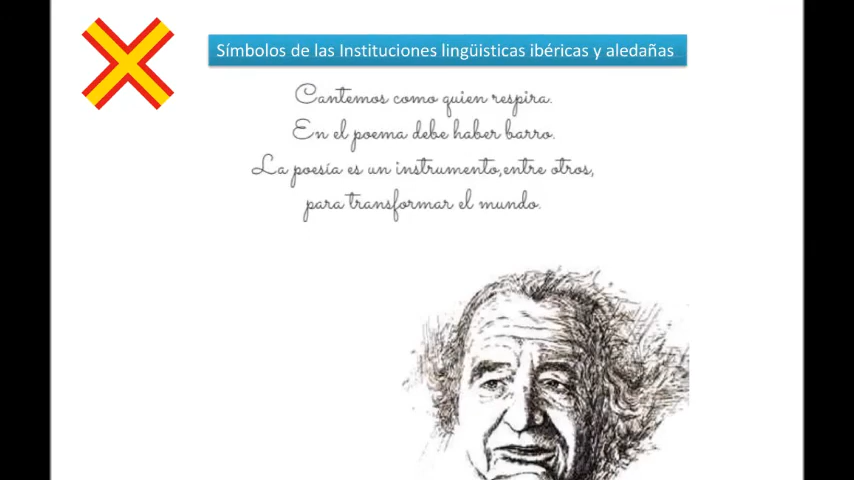 Símbolos de las Instituciones lingüisticas ibéricas y aledañas
Cantemos como quien respira.
En el poema debe haber barro.
La poesía es un instrumento,entre otros,
para transformar el mundo.